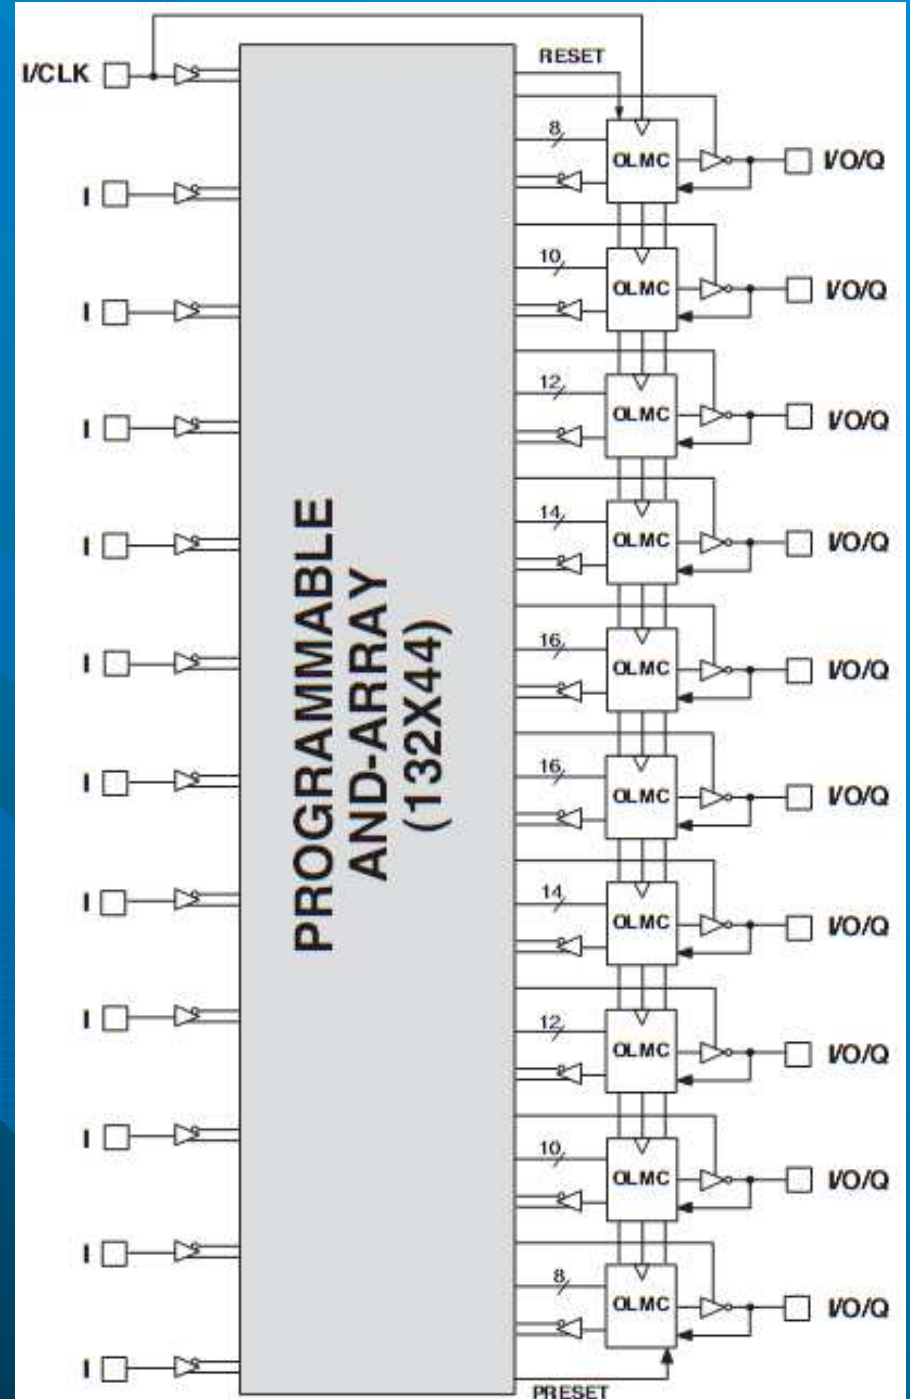 RESET
I/CLK
8
OLMC
I/O/Q
I
10
OLMC
I/O/Q
I
12
OLMC
I/O/Q
I
14
OLMC
I/O/Q
I
16
OLMC
I/O/Q
I
PROGRAMMABLE
AND-ARRAY
(132X44)
16
OLMC
I/O/Q
I
14
OLMC
I/O/Q
I
12
OLMC
I/O/Q
I
10
OLMC
I/O/Q
I
8
OLMC
I/O/Q
I
I
PRESET